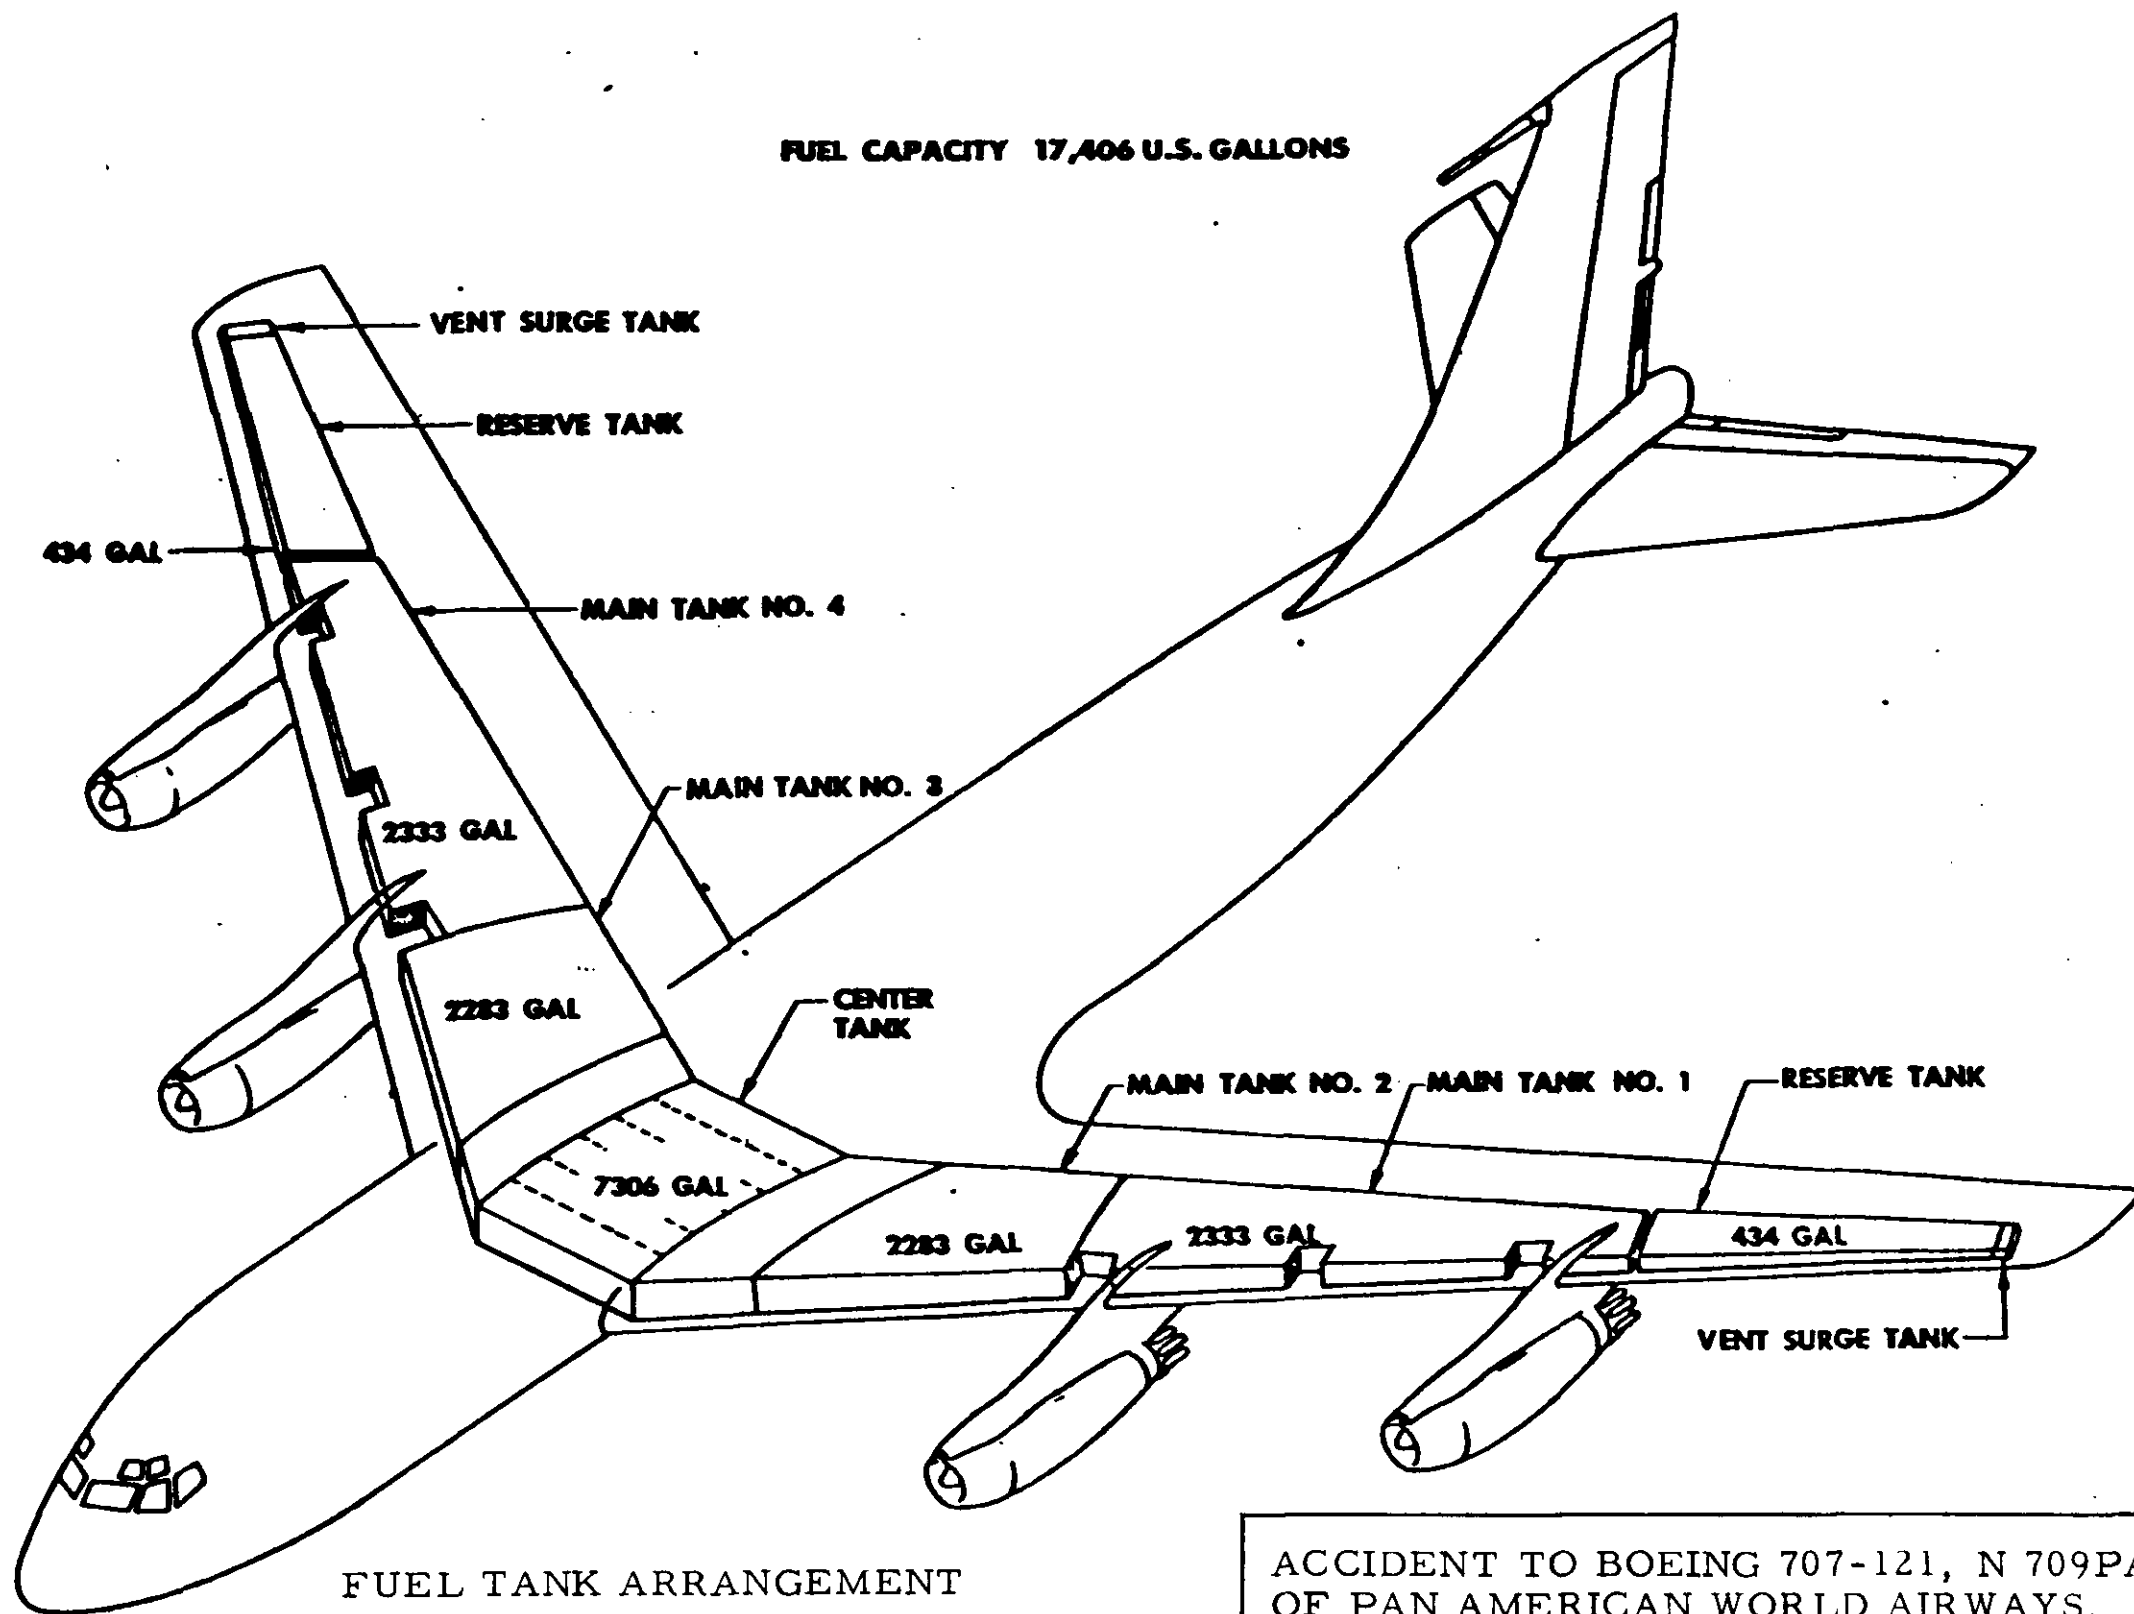 FUEL CAPACITY 17,406 U.S. GALLONS
VENT SURGE TANK
RESERVE TANK
434 GAL
MAIN TANK NO. 4
MAIN TANK NO. 3
2333 GAL
2283 GAL
CENTER
TANK
MAIN TANK NO. 2
MAIN TANK NO. 1
RESERVE TANK
7306 GAL
2283 GAL
2333 GAL
434 GAL
VENT SURGE TANK
FUEL TANK ARRANGEMENT
ACCIDENT TO BOEING 707-121, N 709PA
OF PAN AMERICAN WORLD AIRWAYS,